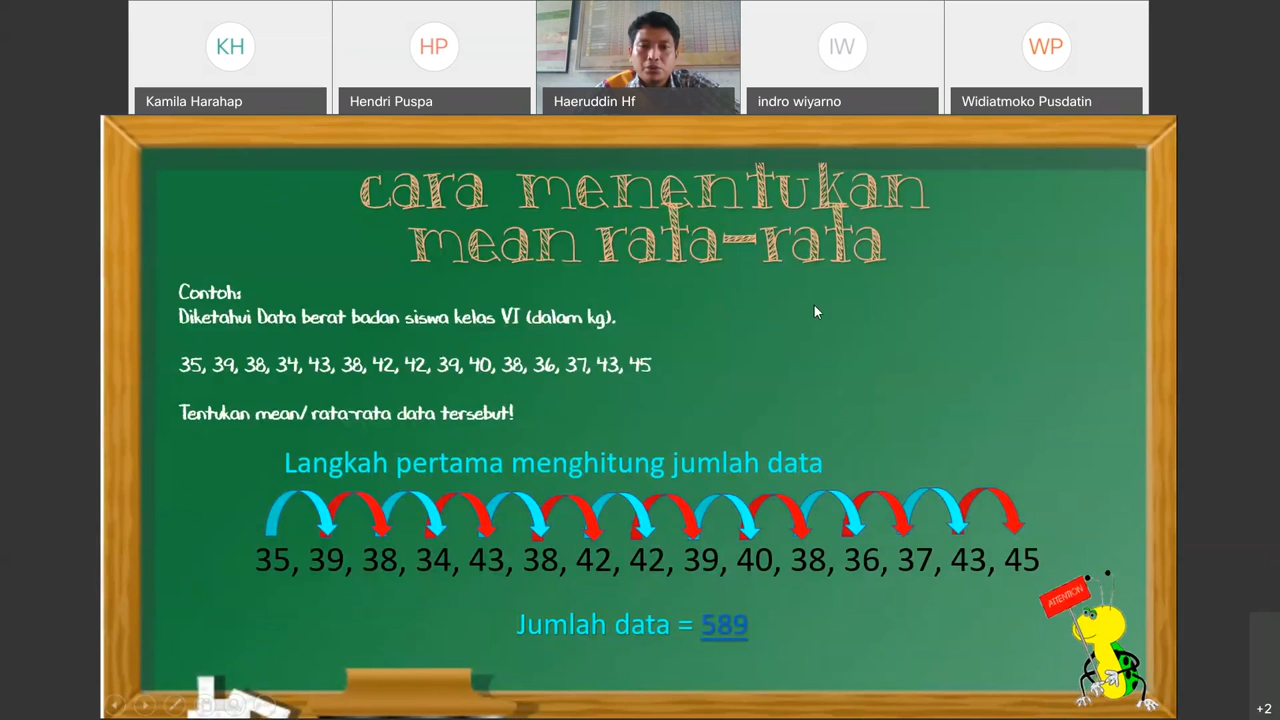 KH
HP
IW
WP
Kamila Harahap
Hendri Puspa
Haeruddin Hf
indro wiyarno
Widiatmoko Pusdatin
cara menentukan
mean rata-rata
Contoh:
Diketahui Data berat badan siswa kelas VI (dalam kg).
35, 39, 38, 34, 43, 38, 42, 42, 39, 40, 38, 36, 37, 43, 45
Tentukan mean/ rata-rata data tersebut!
Langkah pertama menghitung jumlah data
35, 39, 38, 34, 43, 38, 42, 42, 39, 40, 38, 36, 37, 43, 45
ATTENTION
Jumlah data = 589
+2